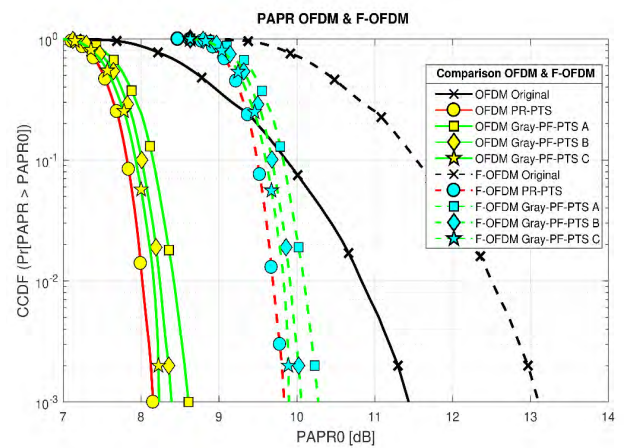 PAPR OFDM & F-OFDM
CCDF (Pr[PAPR > PAPR0])
10^0
10^-1
10^-2
10^-3
Comparison OFDM & F-OFDM
OFDM Original
OFDM PR-PTS
OFDM Gray-PF-PTS A
OFDM Gray-PF-PTS B
OFDM Gray-PF-PTS C
F-OFDM Original
F-OFDM PR-PTS
F-OFDM Gray-PF-PTS A
F-OFDM Gray-PF-PTS B
F-OFDM Gray-PF-PTS C
7 8 9 10 11 12 13 14
PAPR0 [dB]